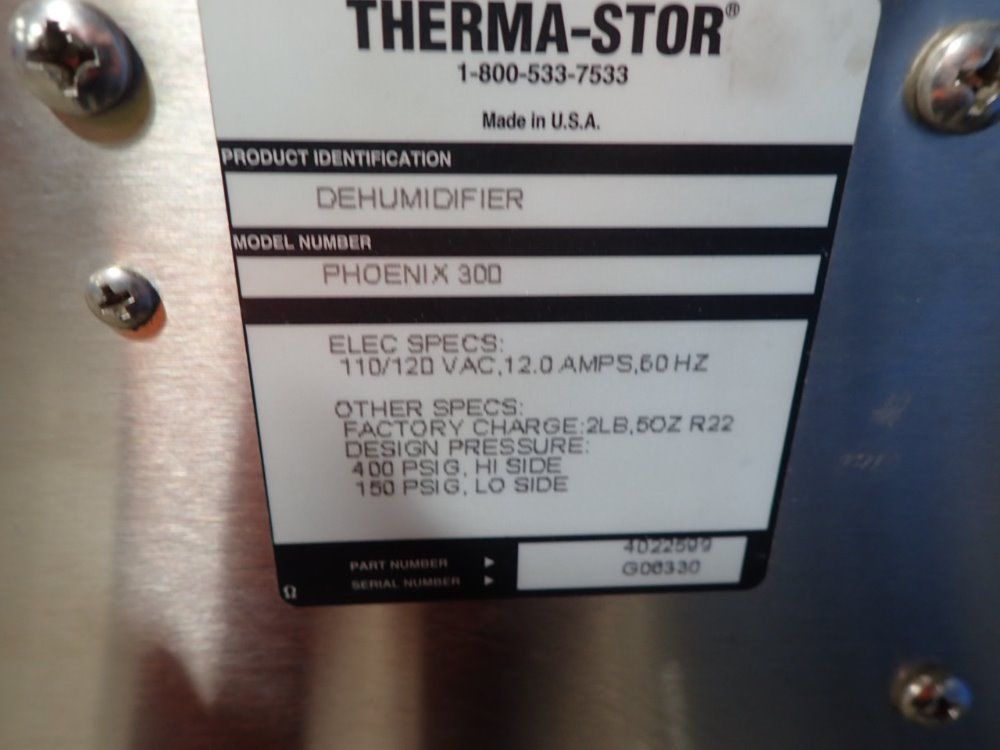 THERMA-STOR®
1-800-533-7533
Made in U.S.A.
PRODUCT IDENTIFICATION
DEHUMIDIFIER
MODEL NUMBER
PHOENIX 300
ELEC SPECS:
110/120 VAC,12.0 AMPS,60 HZ
OTHER SPECS:
FACTORY CHARGE:2LB,5OZ R22
DESIGN PRESSURE:
400 PSIG, HI SIDE
150 PSIG, LO SIDE
PART NUMBER ▶ 4022599
SERIAL NUMBER ▶ G06330
Ω